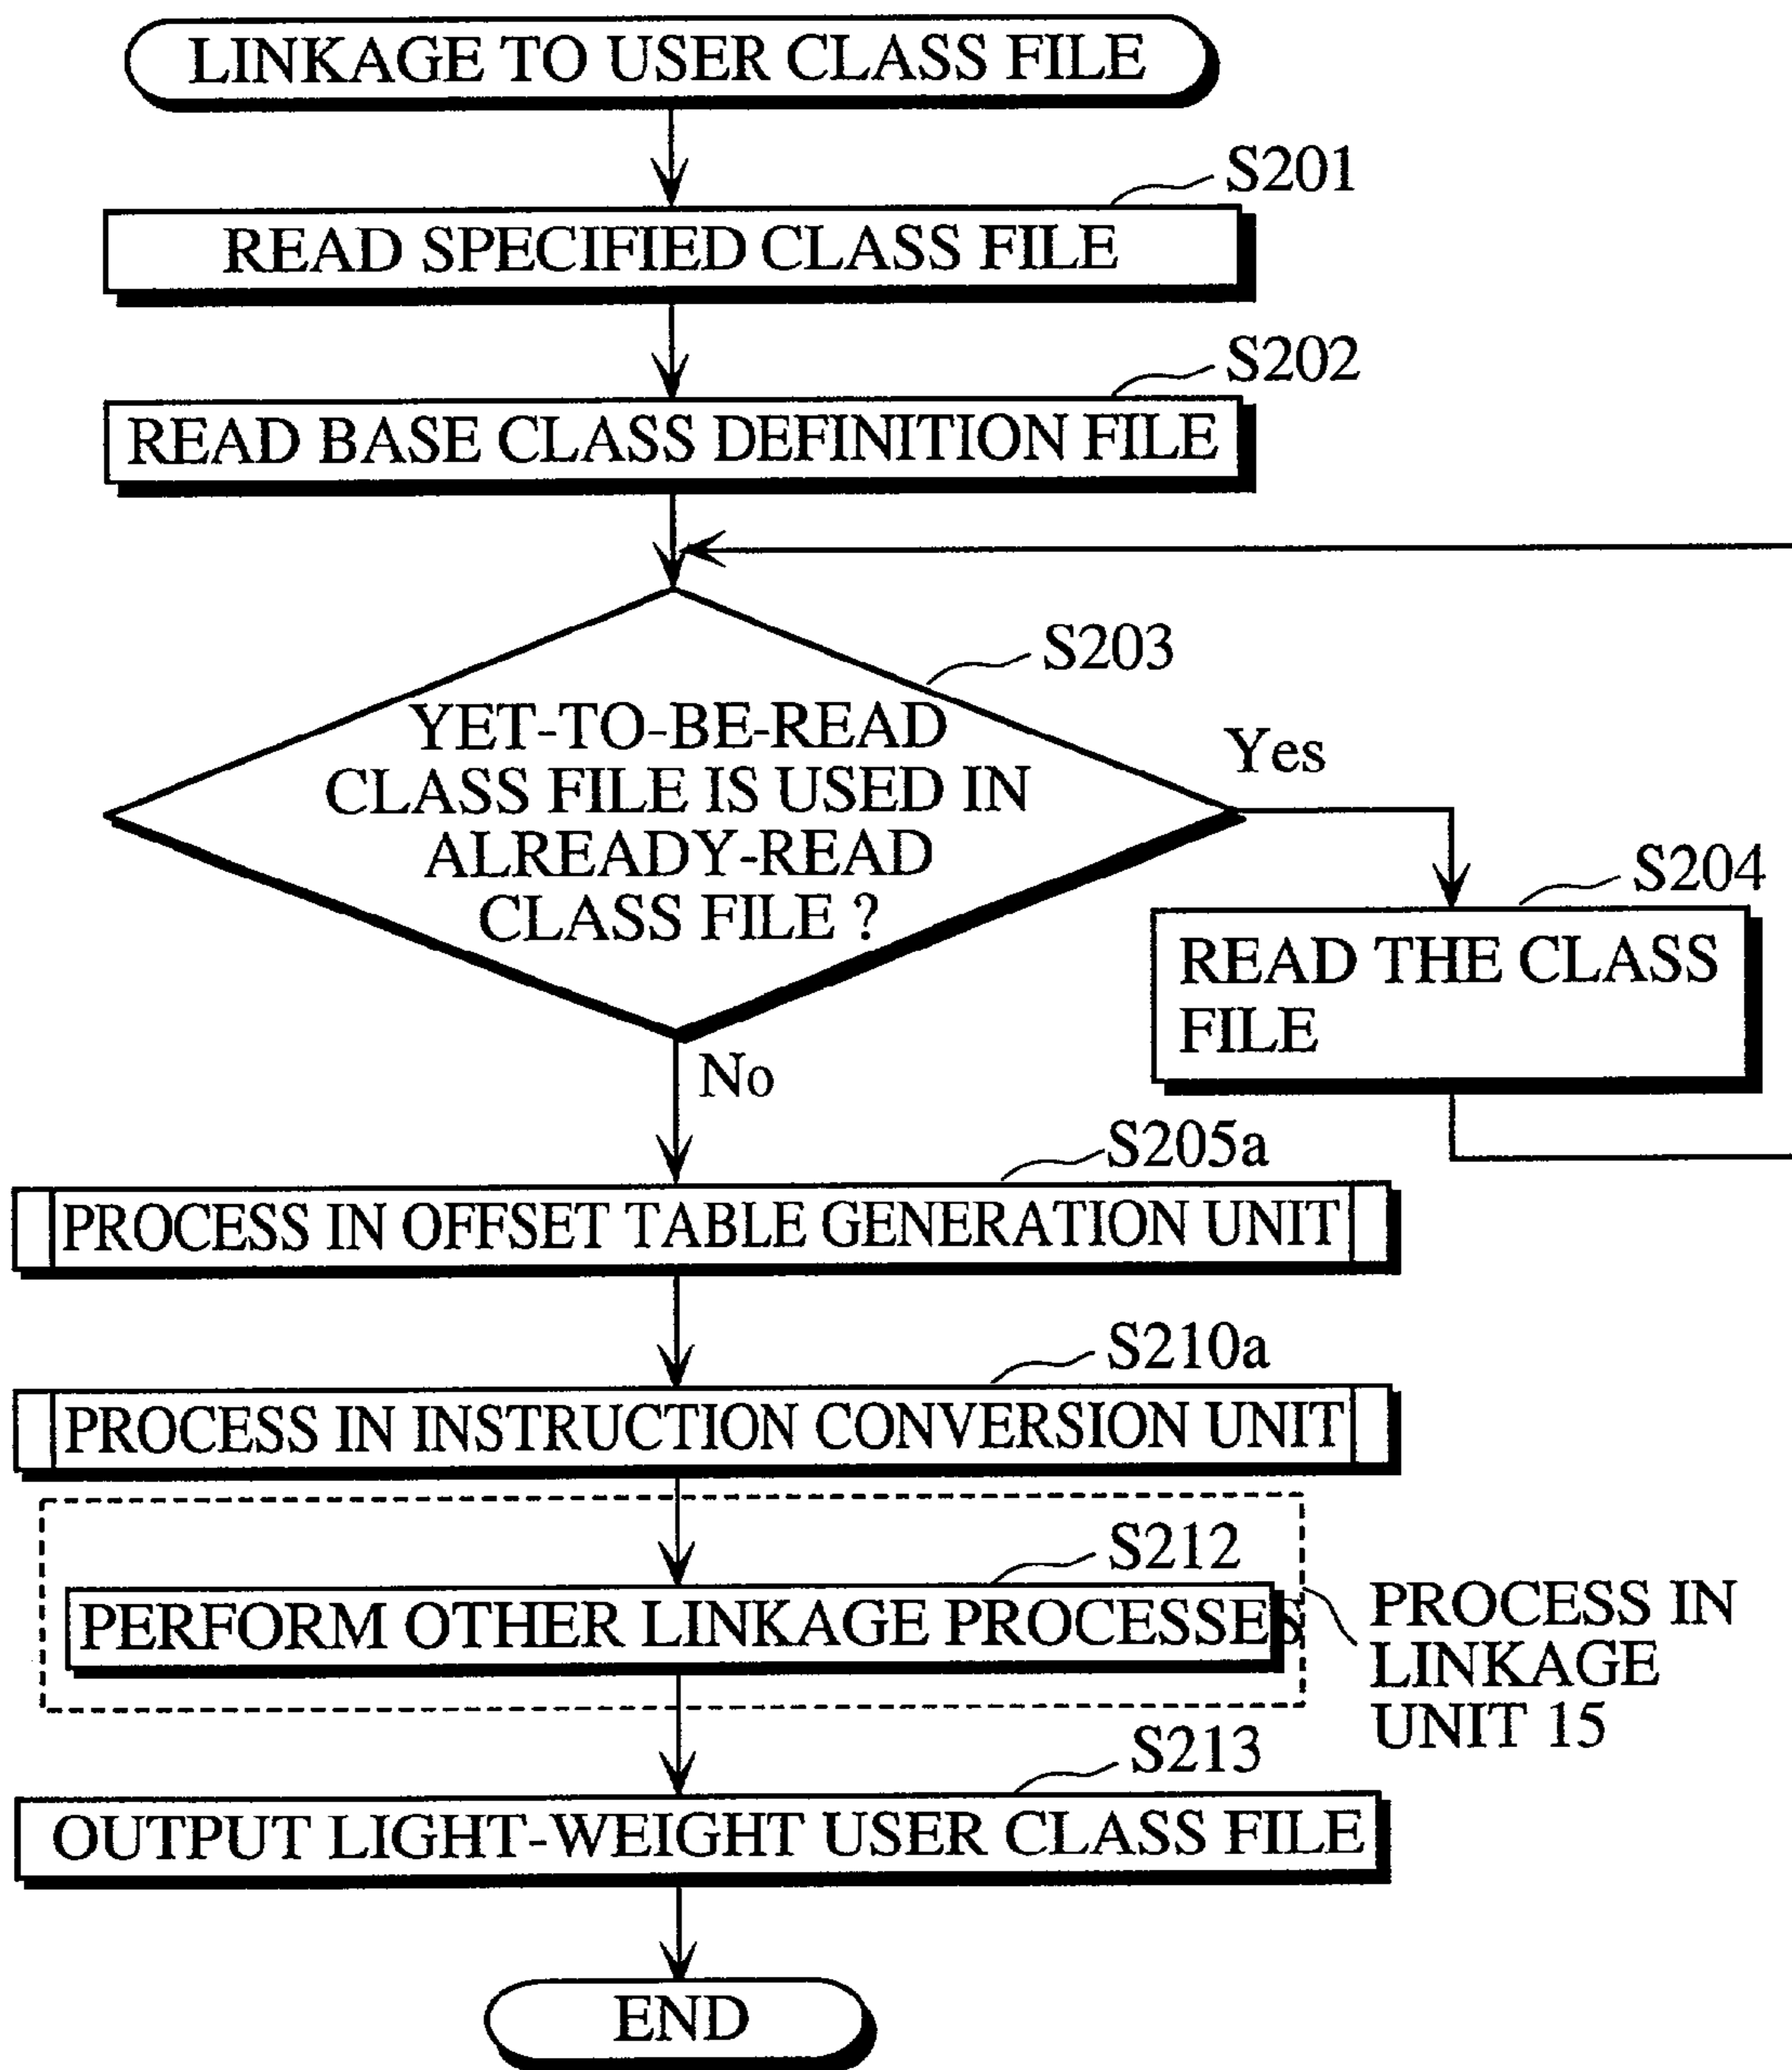 LINKAGE TO USER CLASS FILE
S201
READ SPECIFIED CLASS FILE
S202
READ BASE CLASS DEFINITION FILE
S203
YET-TO-BE-READ
CLASS FILE IS USED IN
ALREADY-READ
CLASS FILE ?
Yes
S204
READ THE CLASS
FILE
No
S205a
PROCESS IN OFFSET TABLE GENERATION UNIT
S210a
PROCESS IN INSTRUCTION CONVERSION UNIT
S212
PERFORM OTHER LINKAGE PROCESSES
PROCESS IN
LINKAGE
UNIT 15
S213
OUTPUT LIGHT-WEIGHT USER CLASS FILE
END